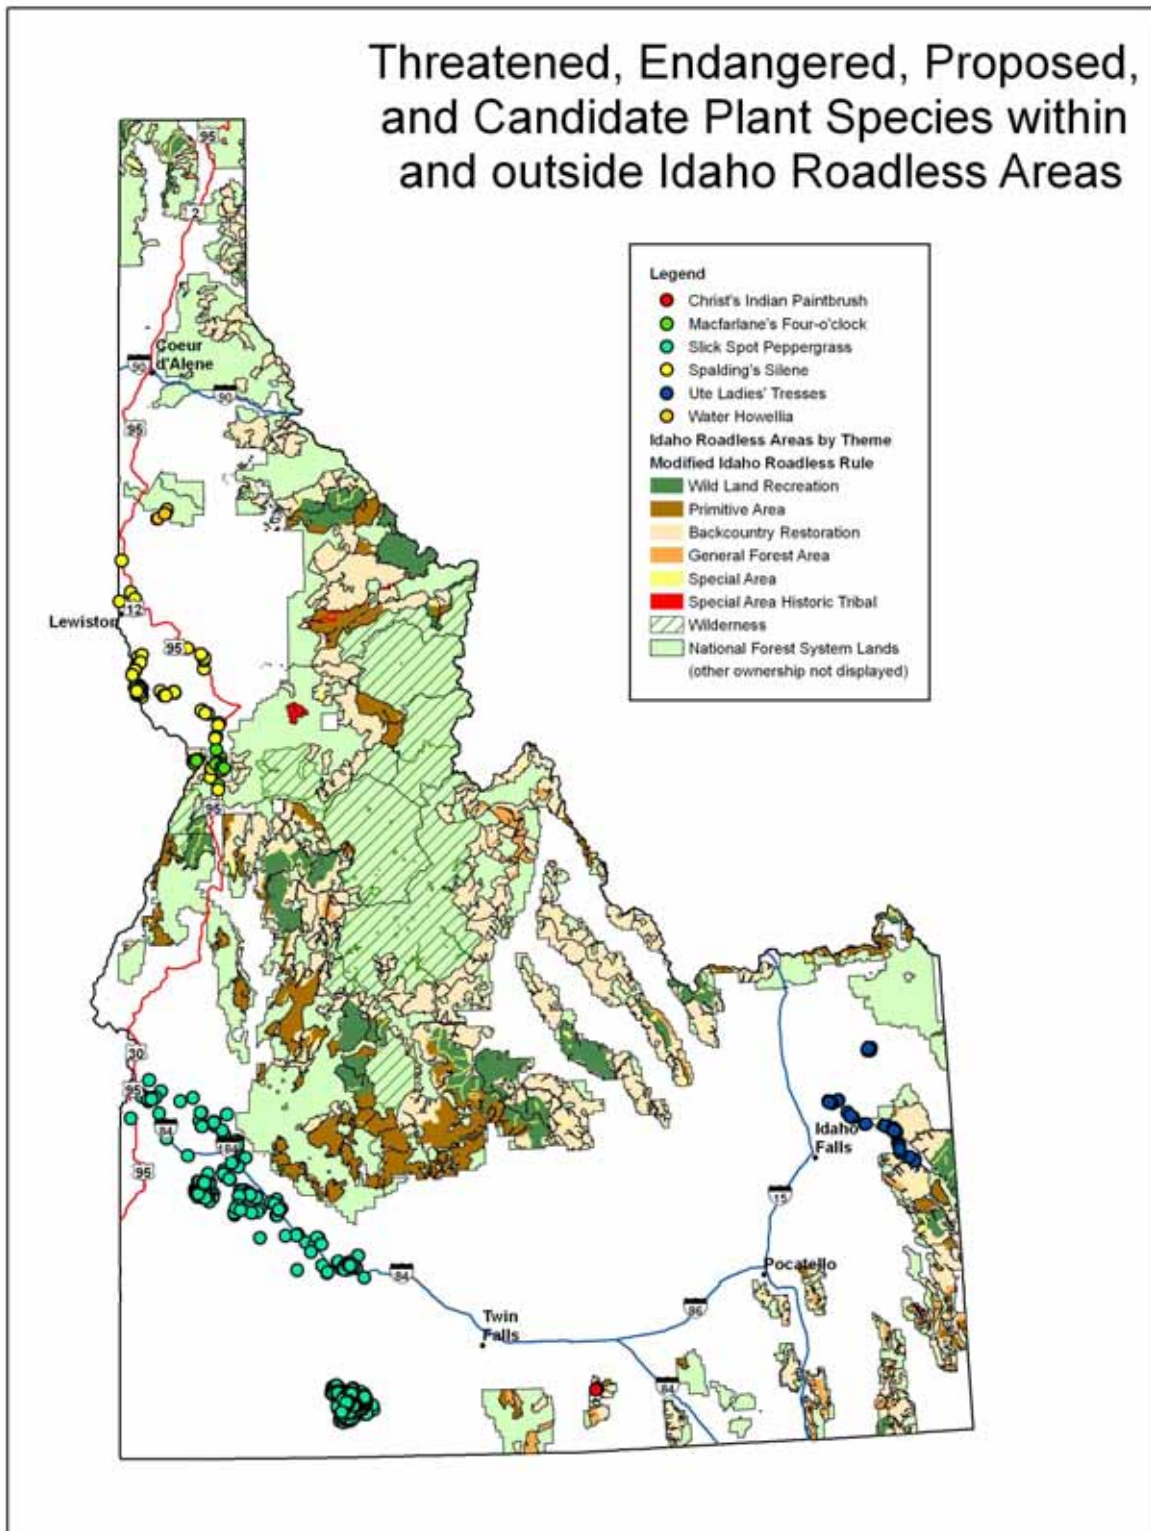 Threatened, Endangered, Proposed,
and Candidate Plant Species within
and outside Idaho Roadless Areas
95
2
Legend
Christ's Indian Paintbrush
Macfarlane's Four-o'clock
Slick Spot Peppergrass
Spalding's Silene
Ute Ladies' Tresses
Water Howellia
Idaho Roadless Areas by Theme
Modified Idaho Roadless Rule
Wild Land Recreation
Primitive Area
Backcountry Restoration
General Forest Area
Special Area
Special Area Historic Tribal
Wilderness
National Forest System Lands
(other ownership not displayed)
Coeur
d'Alene
90
90
95
12
Lewiston
95
95
30
95
84
84
95
Idaho
Falls
15
84
Pocatello
86
Twin
Falls
84